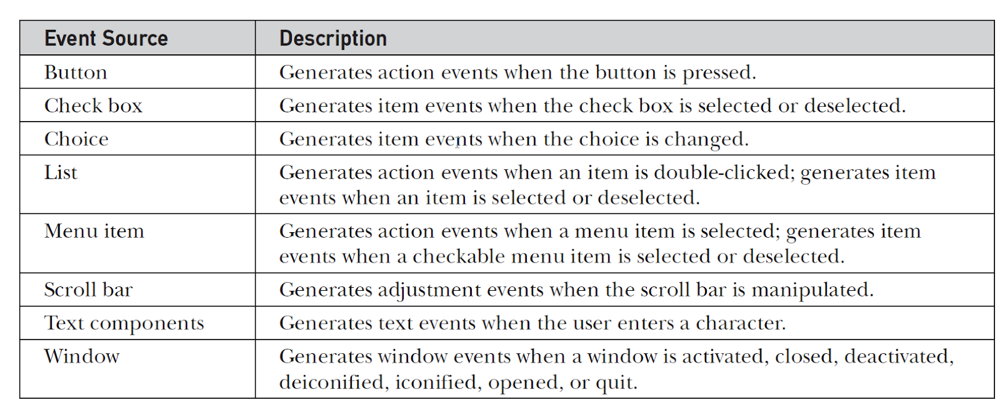 Event Source Description
Button Generates action events when the button is pressed.
Check box Generates item events when the check box is selected or deselected.
Choice Generates item events when the choice is changed.
List Generates action events when an item is double-clicked; generates item
events when an item is selected or deselected.
Menu item Generates action events when a menu item is selected; generates item
events when a checkable menu item is selected or deselected.
Scroll bar Generates adjustment events when the scroll bar is manipulated.
Text components Generates text events when the user enters a character.
Window Generates window events when a window is activated, closed, deactivated,
deiconified, iconified, opened, or quit.